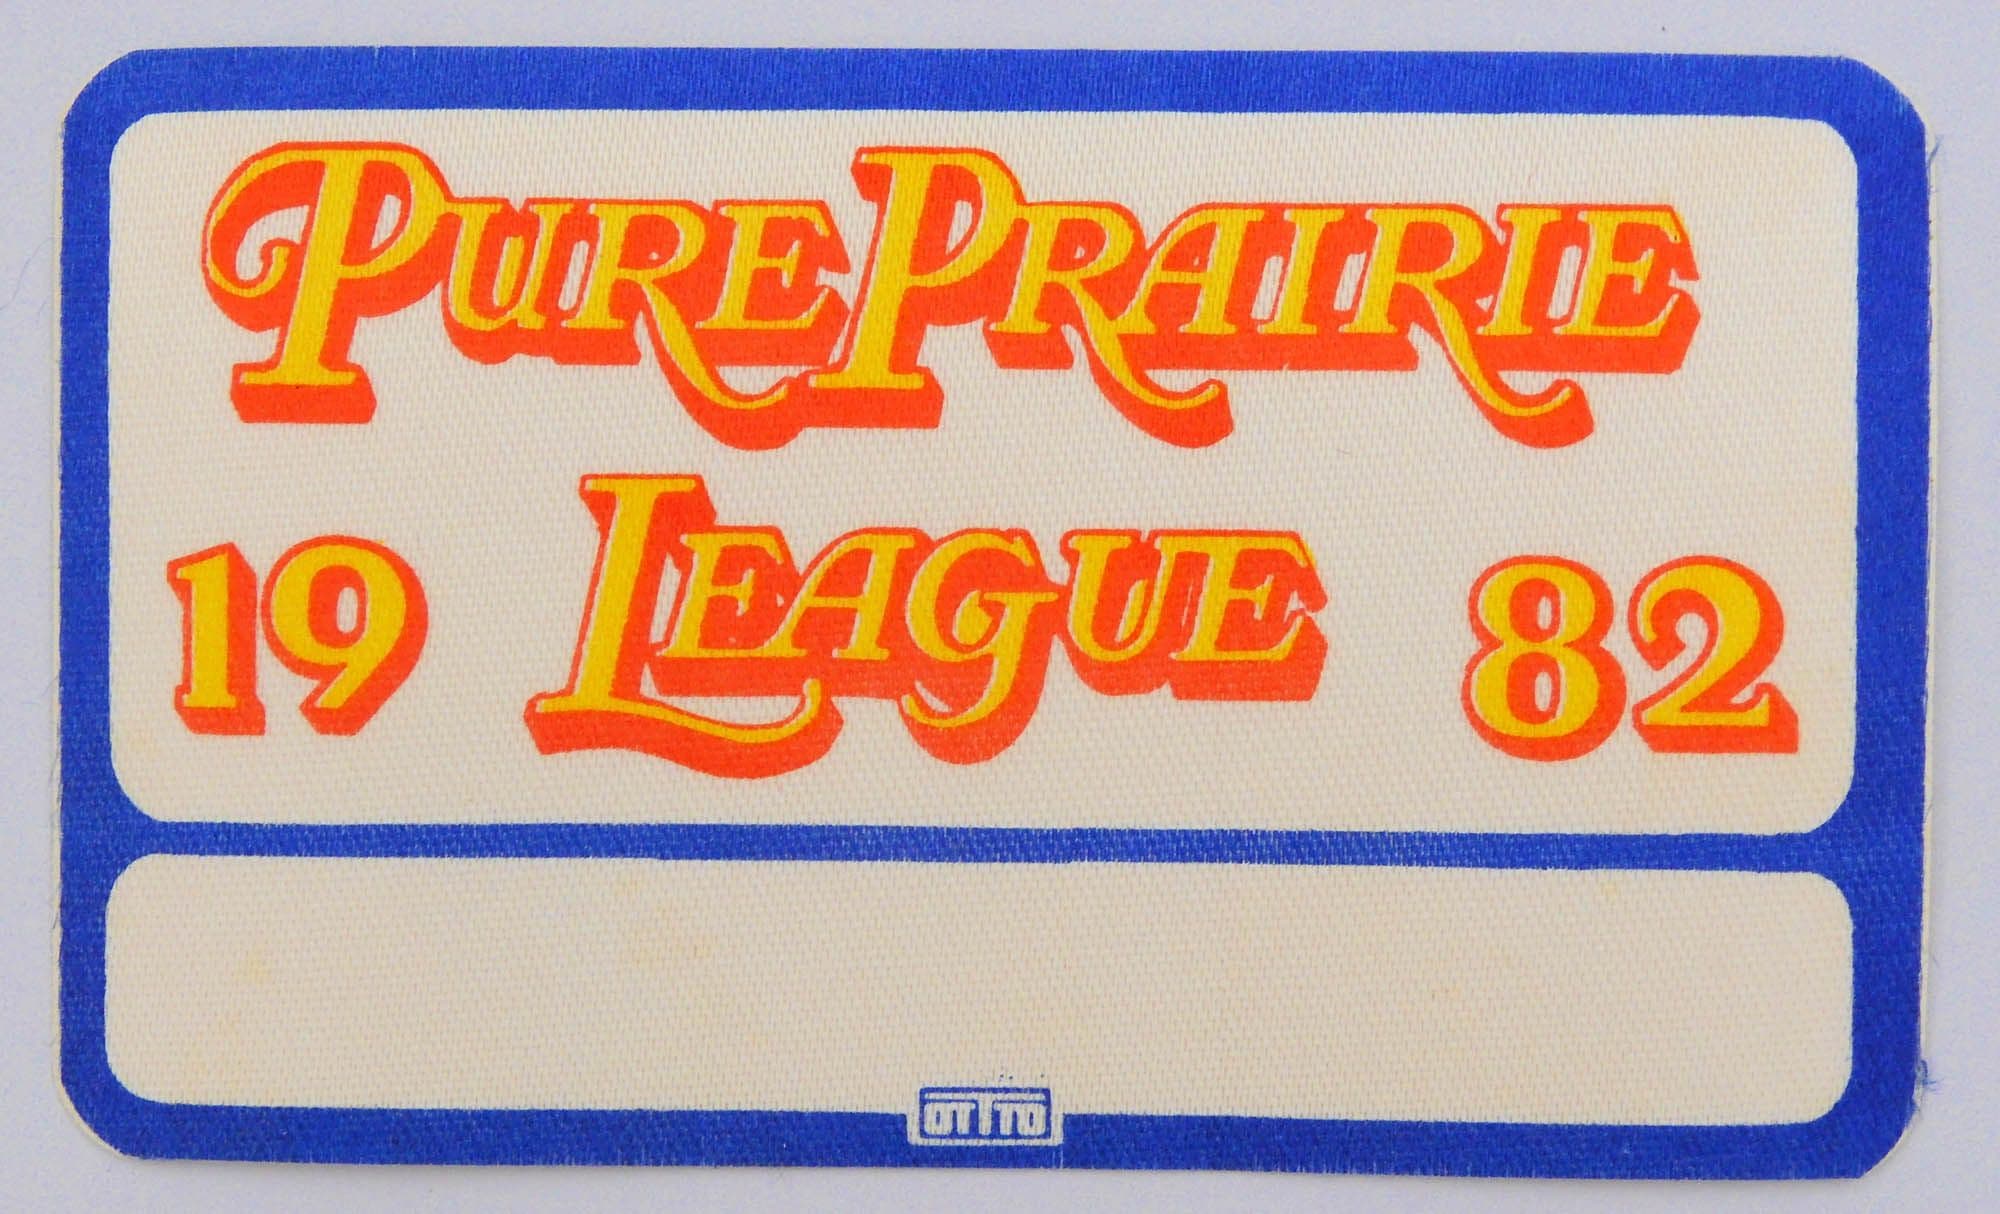 Pure Prairie
19 League 82
OTTO